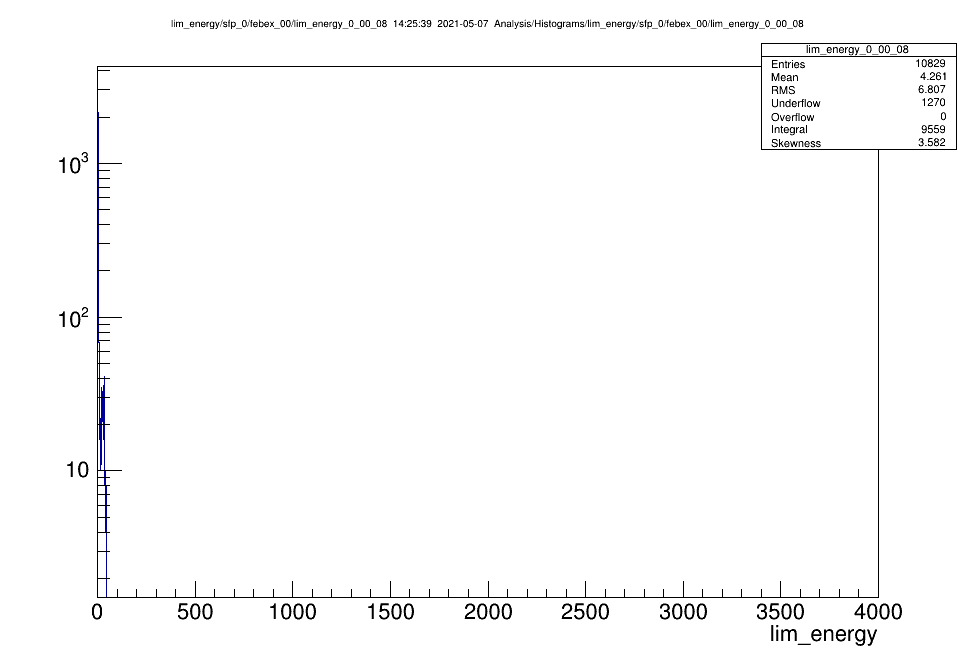 lim_energy/sfp_0/febex_00/lim_energy_0_00_08 14:25:39 2021-05-07 Analysis/Histograms/lim_energy/sfp_0/febex_00/lim_energy_0_00_08
lim_energy_0_00_08
Entries 10829
Mean 4.261
RMS 6.807
Underflow 1270
Overflow 0
Integral 9559
Skewness 3.582
10³
10²
10
0 500 1000 1500 2000 2500 3000 3500 4000
lim_energy